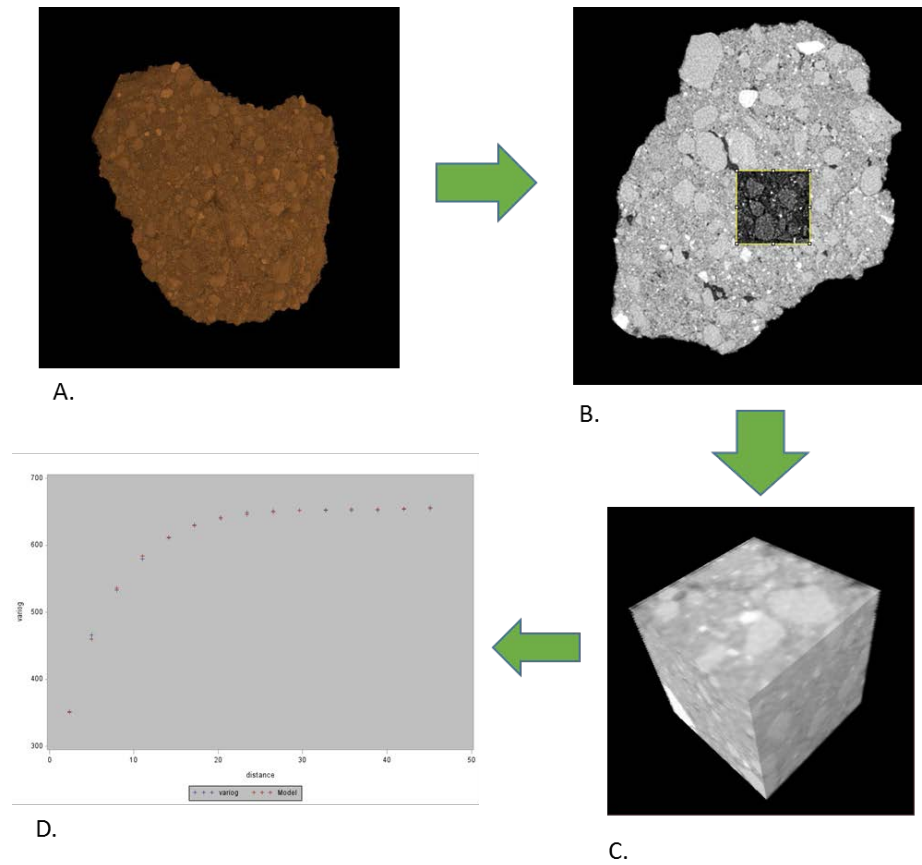 A.
B.
700
600
500
400
300
variog
0 10 20 30 40 50
distance
+ + + variog + + + Model
D.
C.